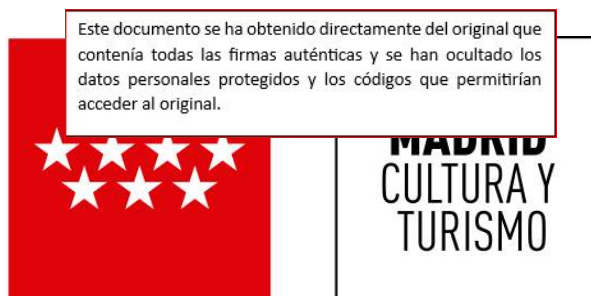 Este documento se ha obtenido directamente del original que
contenía todas las firmas auténticas y se han ocultado los
datos personales protegidos y los códigos que permitirían
acceder al original.
MADRID
CULTURA Y
TURISMO